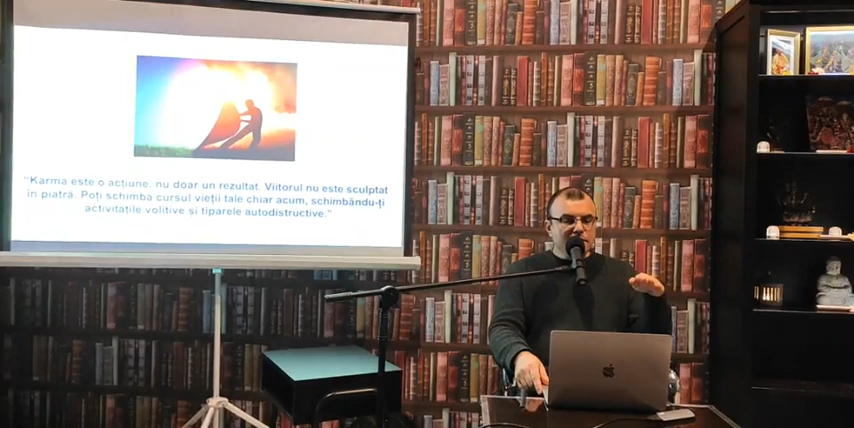 "Karma este o acțiune, nu doar un rezultat. Viitorul nu este sculptat
în piatră. Poți schimba cursul vieții tale chiar acum, schimbându-ți
activitățile volitive și tiparele autodistructive."